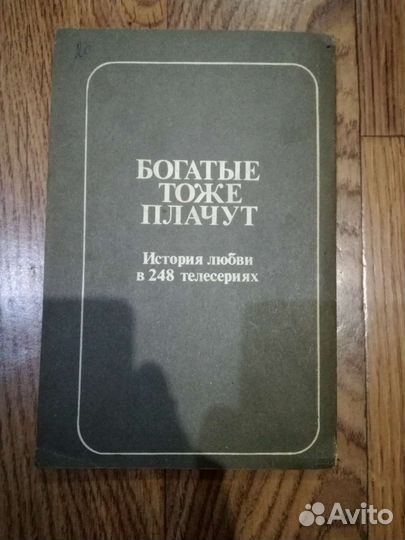 БОГАТЫЕ
ТОЖЕ
ПЛАЧУТ
История любви
в 248 телесериях
Avito